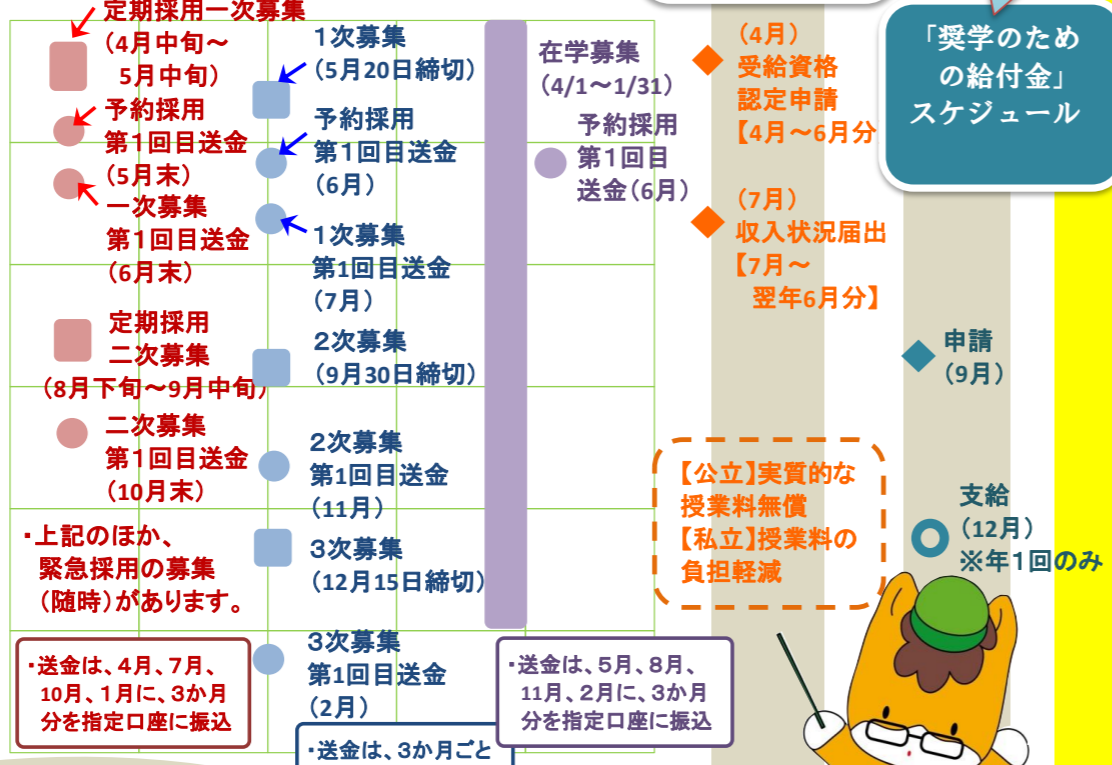 定期採用一次募集
(4月中旬～
5月中旬)
予約採用
第1回目送金
(5月末)
一次募集
第1回目送金
(6月末)
定期採用
二次募集
(8月下旬～9月中旬)
二次募集
第1回目送金
(10月末)
・上記のほか、
緊急採用の募集
(随時)があります。
・送金は、4月、7月、
10月、1月に、3か月
分を指定口座に振込
1次募集
(5月20日締切)
予約採用
第1回目送金
(6月)
1次募集
第1回目送金
(7月)
2次募集
(9月30日締切)
2次募集
第1回目送金
(11月)
3次募集
(12月15日締切)
3次募集
第1回目送金
(2月)
・送金は、3か月ごと
在学募集
(4/1～1/31)
予約採用
第1回目
送金(6月)
・送金は、5月、8月、
11月、2月に、3か月
分を指定口座に振込
(4月)
受給資格
認定申請
【4月～6月分
(7月)
収入状況届出
【7月～
翌年6月分】
【公立】実質的な
授業料無償
【私立】授業料の
負担軽減
「奨学のため
の給付金」
スケジュール
申請
(9月)
支給
(12月)
※年1回のみ